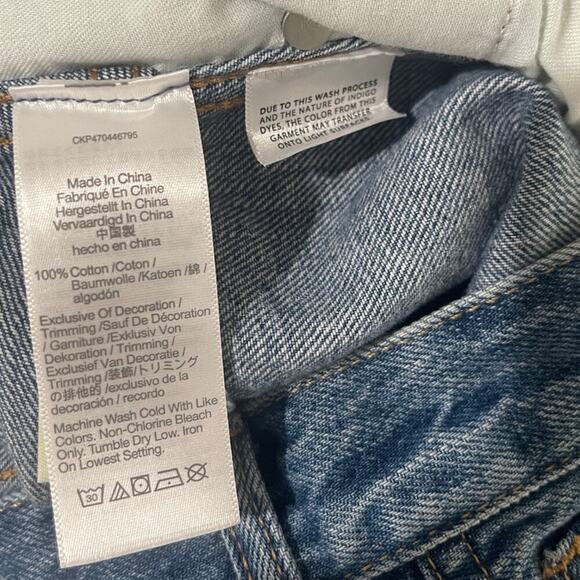 CKP470446795
Made In China
Fabriqué En Chine
Hergestellt In China
Vervaardigd In China
中国製
hecho en china
100% Cotton /Coton /
Baumwolle /Katoen /綿 /
algodón
Exclusive Of Decoration /
Trimming /Sauf De Décoration
/ Garniture /Exklusiv Von
Dekoration / Trimming /
Exclusief Van Decoratie /
Trimming /装飾/トリミング
の排他的 /exclusivo de la
decoración / recorte
Machine Wash Cold With Like
Colors. Non-Chlorine Bleach
Only. Tumble Dry Low. Iron
On Lowest Setting.
30
DUE TO THIS WASH PROCESS
AND THE NATURE OF INDIGO
DYES, THE COLOR FROM THIS
GARMENT MAY TRANSFER
ONTO LIGHT SURFACES